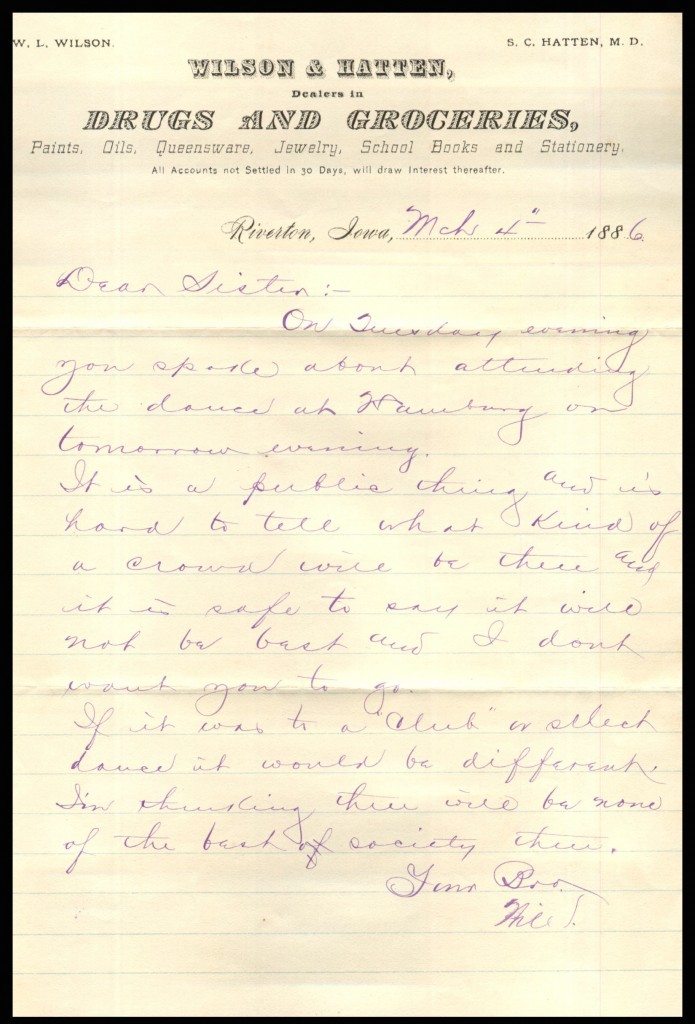 W. L. WILSON. S. C. HATTEN, M. D.
WILSON & HATTEN,
Dealers in
DRUGS AND GROCERIES,
Paints, Oils, Queensware, Jewelry, School Books and Stationery.
All Accounts not Settled in 30 Days, will draw Interest thereafter.
Riverton, Iowa, Mch 4" 1886
Dear Sister:-
On Tuesday evening
you spoke about attending
the dance at Hamburg on
tomorrow evening.
It is a public thing and is
hard to tell what kind of
a crowd will be there and
it is safe to say it will
not be best and I dont
want you to go.
If it was to a "Club" or select
dance it would be different.
I'm thinking there will be none
of the best of society there.
Your Bro.
Will.